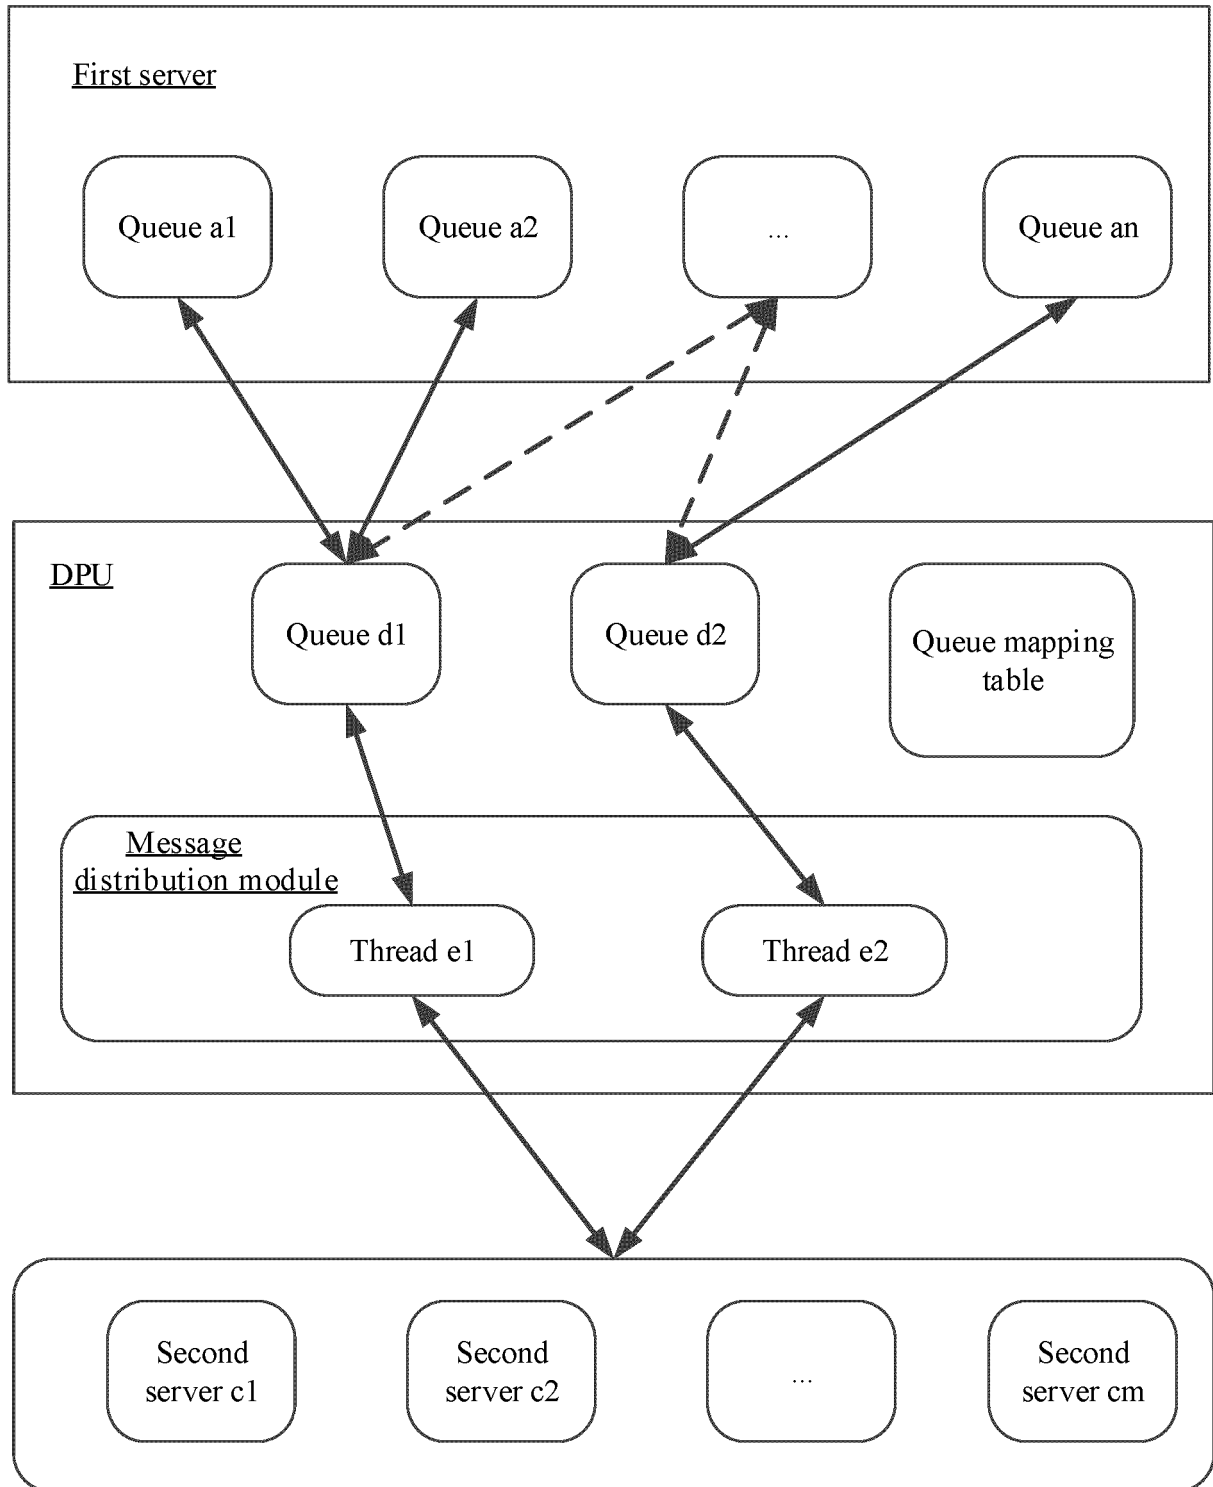 First server
Queue a1
Queue a2
...
Queue an
DPU
Queue d1
Queue d2
Queue mapping
table
Message
distribution module
Thread e1
Thread e2
Second
server c1
Second
server c2
...
Second
server cm